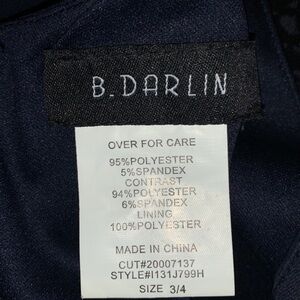 B.DARLIN
OVER FOR CARE
95%POLYESTER
5%SPANDEX
CONTRAST
94%POLYESTER
6%SPANDEX
LINING
100%POLYESTER
MADE IN CHINA
CUT#20007137
STYLE#I131J799H
SIZE 3/4